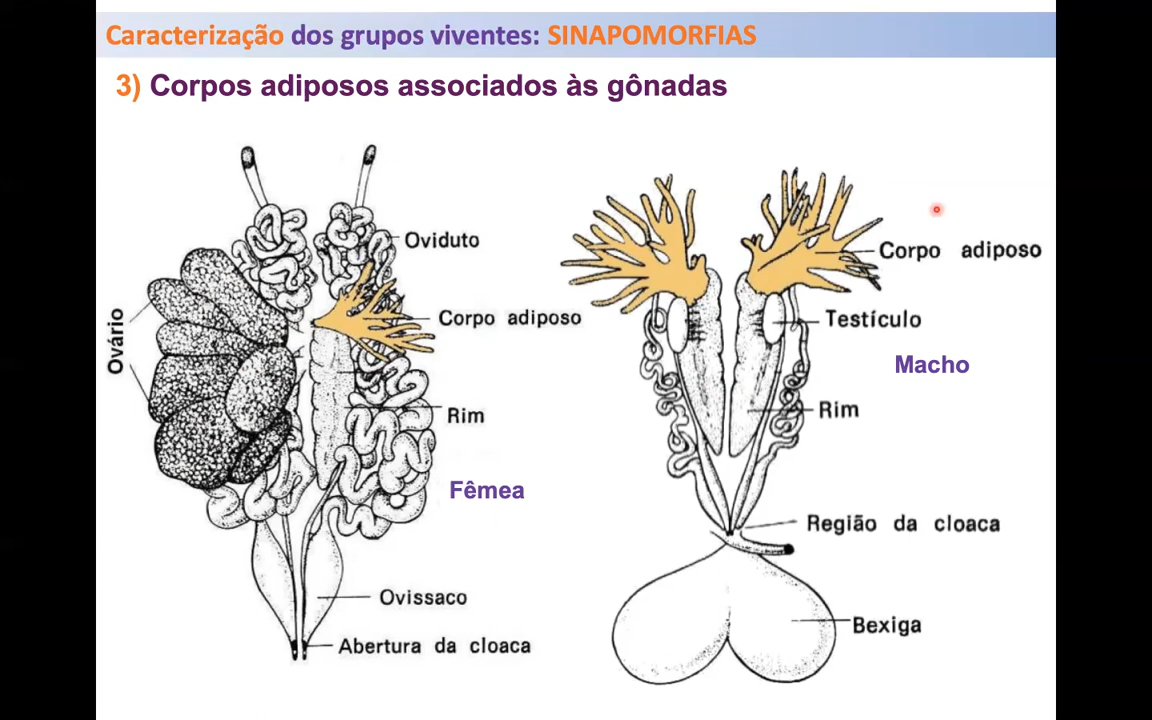 Caracterização dos grupos viventes: SINAPOMORFIAS
3) Corpos adiposos associados às gônadas
Oviduto
Corpo adiposo
Ovário
Rim
Fêmea
Ovissaco
Abertura da cloaca
Corpo adiposo
Testículo
Macho
Rim
Região da cloaca
Bexiga